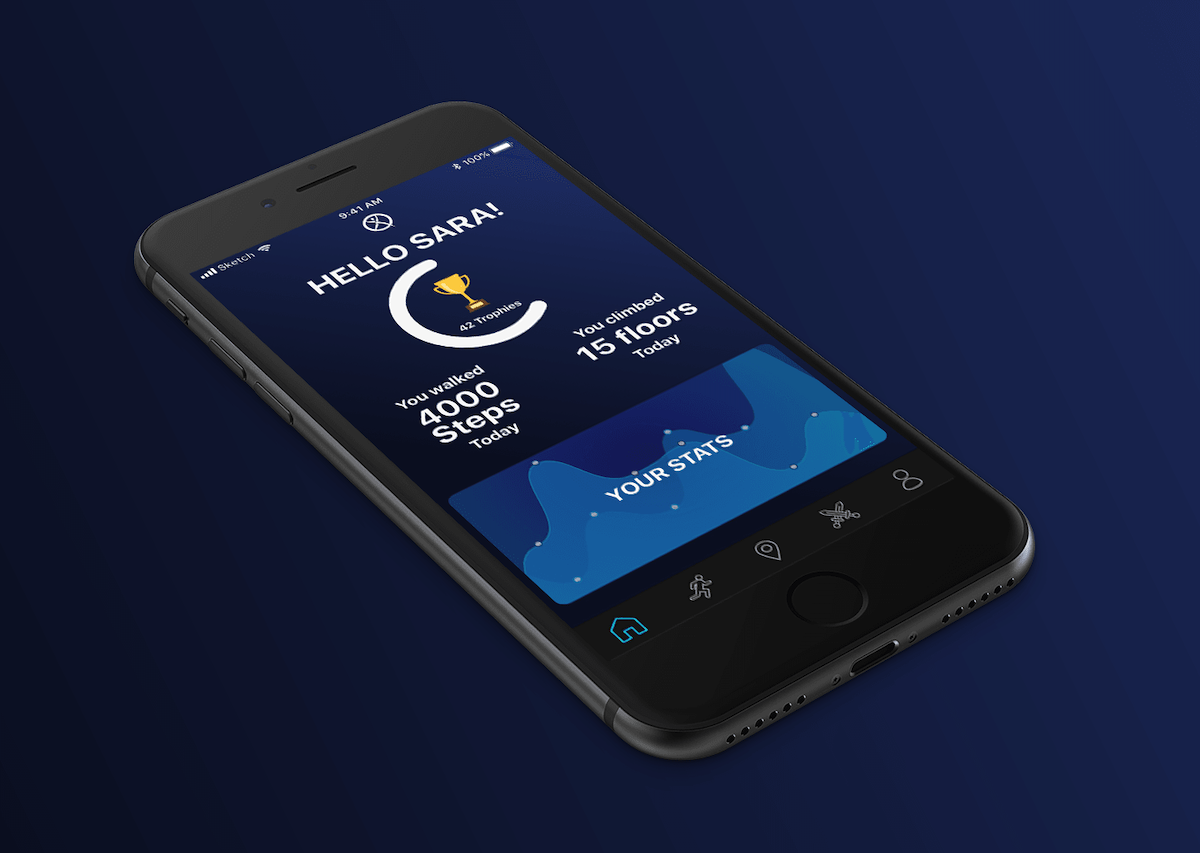 Sketch
9:41 AM
100%
HELLO SARA!
42 Trophies
You walked
4000
Steps
Today
You climbed
15 floors
Today
YOUR STATS